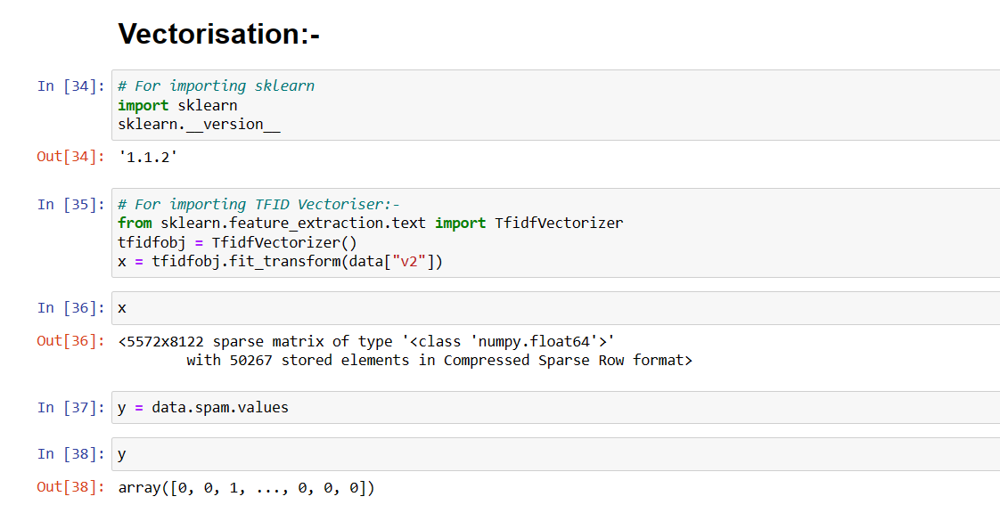 Vectorisation:-
In [34]: # For importing sklearn
import sklearn
sklearn.__version__
Out[34]: '1.1.2'
In [35]: # For importing TFID Vectoriser:-
from sklearn.feature_extraction.text import TfidfVectorizer
tfidfobj = TfidfVectorizer()
x = tfidfobj.fit_transform(data["v2"])
In [36]: x
Out[36]: <5572x8122 sparse matrix of type '<class 'numpy.float64'>'
with 50267 stored elements in Compressed Sparse Row format>
In [37]: y = data.spam.values
In [38]: y
Out[38]: array([0, 0, 1, ..., 0, 0, 0])